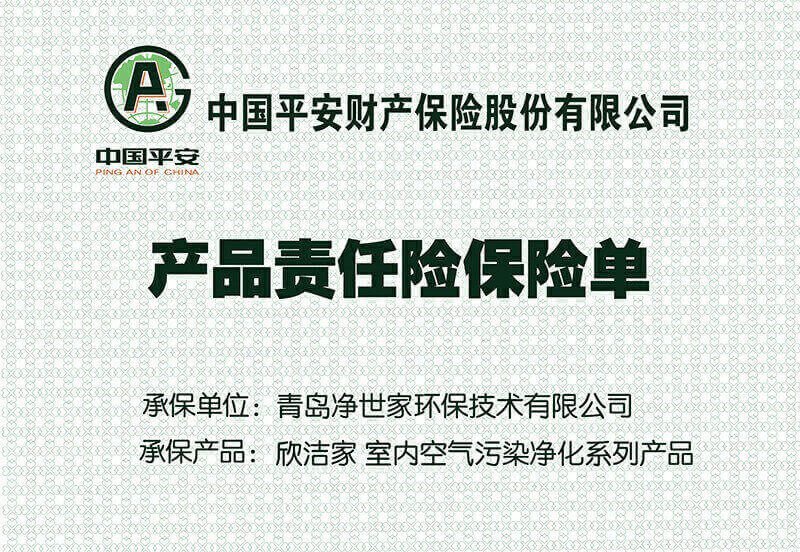 中国平安财产保险股份有限公司
中国平安
PING AN OF CHINA
产品责任险保险单
承保单位：青岛净世家环保技术有限公司
承保产品：欣洁家 室内空气污染净化系列产品